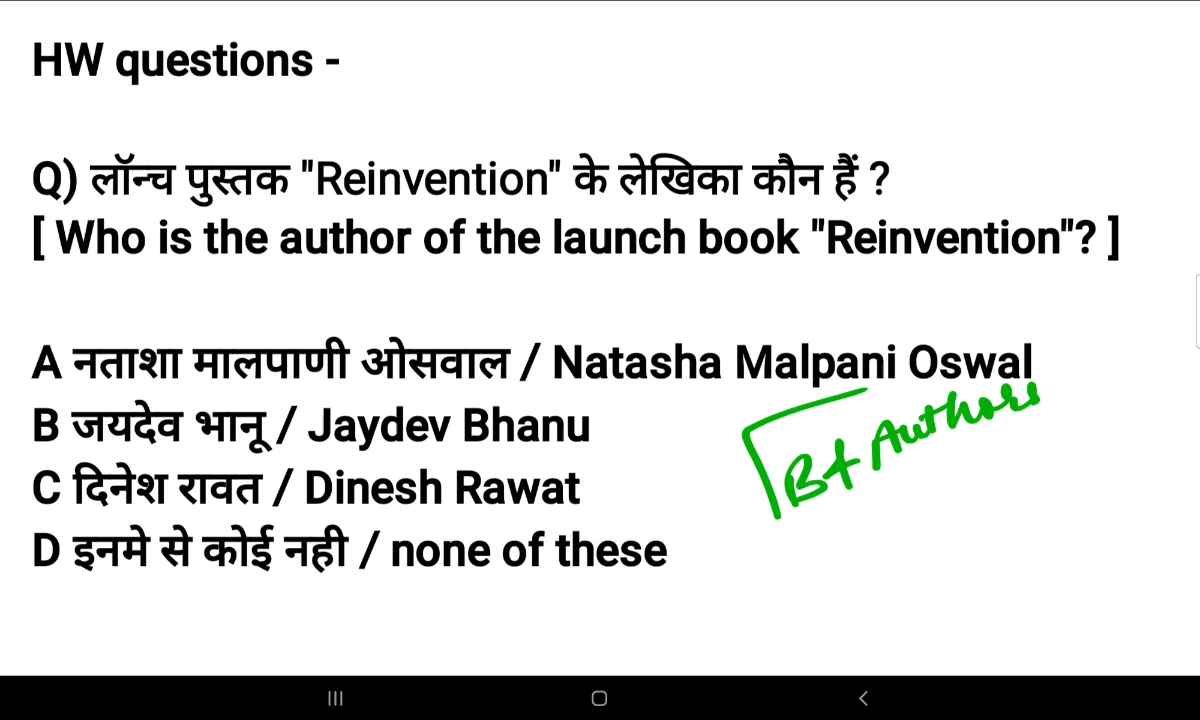 HW questions -
Q) लॉन्च पुस्तक "Reinvention" के लेखिका कौन हैं ?
[ Who is the author of the launch book "Reinvention"? ]
A नताशा मालपाणी ओसवाल / Natasha Malpani Oswal
B जयदेव भानू / Jaydev Bhanu
C दिनेश रावत / Dinesh Rawat
D इनमे से कोई नही / none of these
B+ Authors